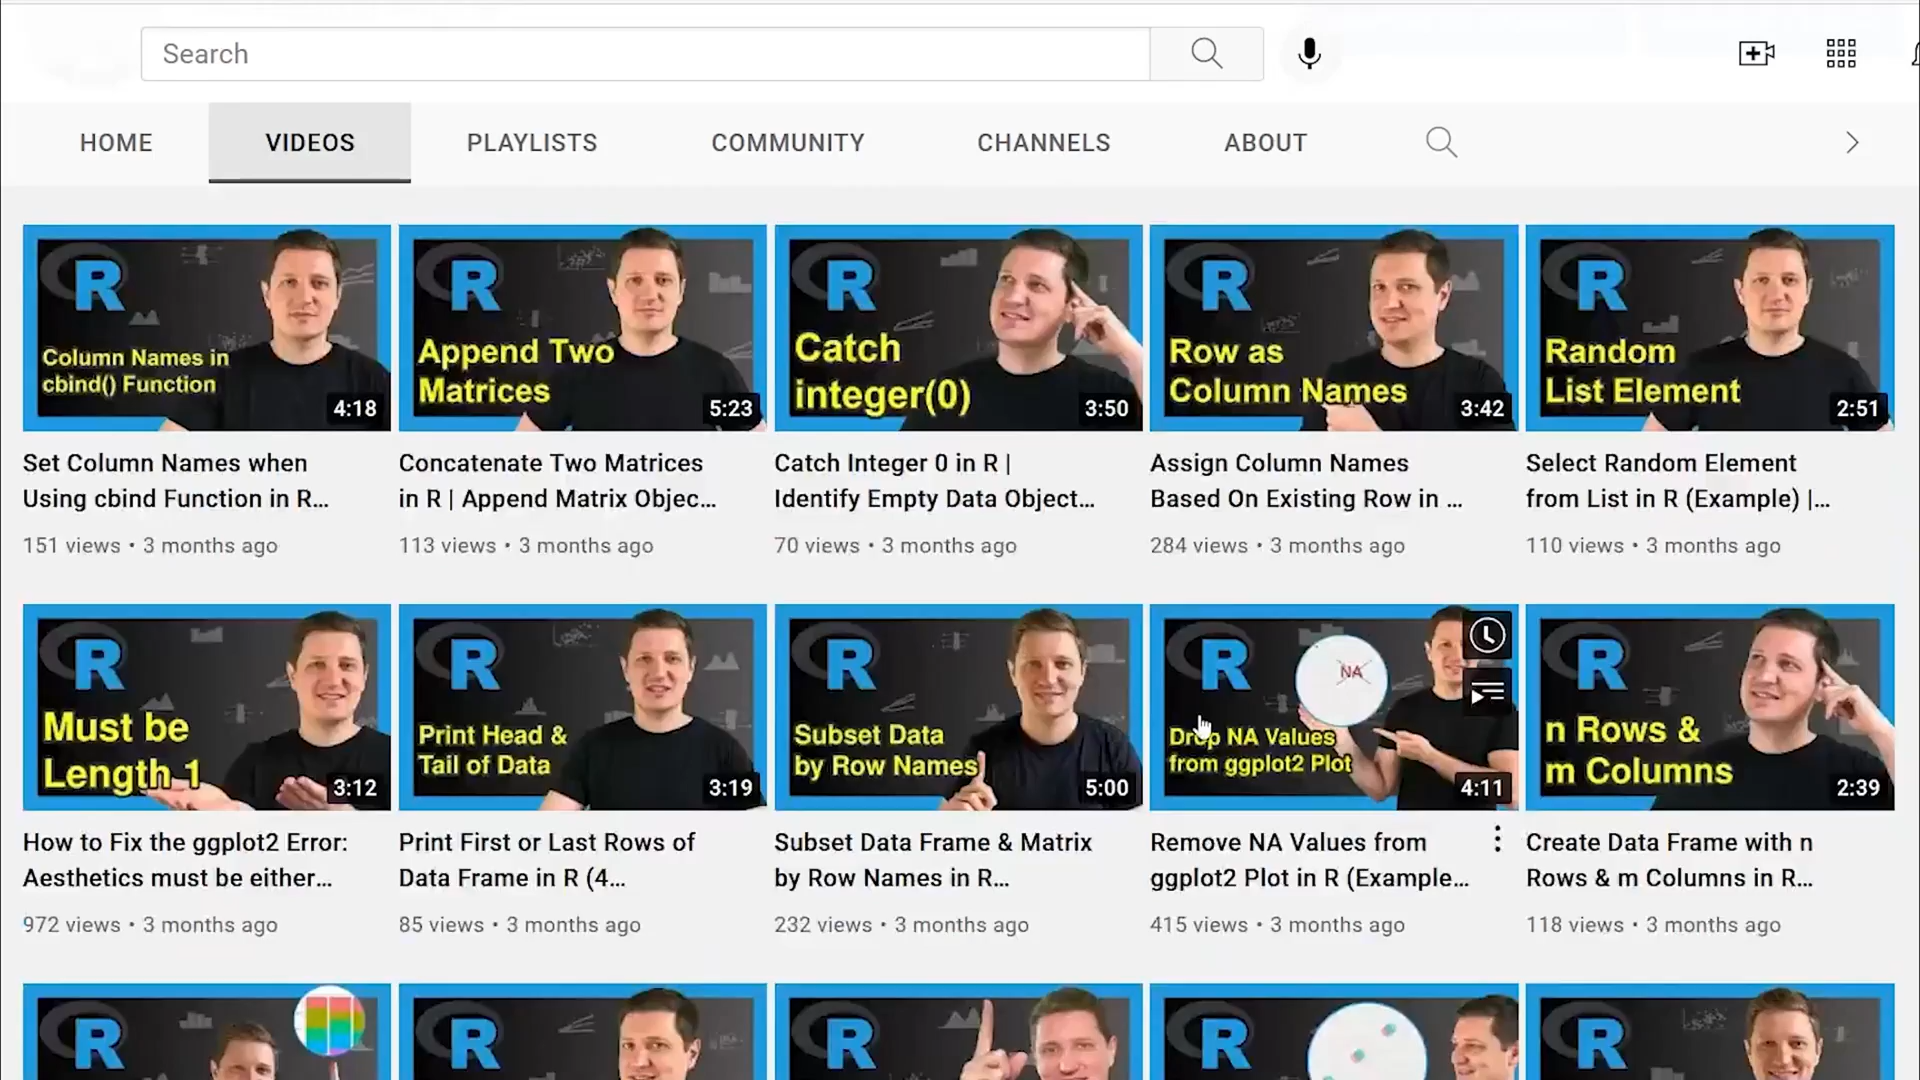 Search
HOME
VIDEOS
PLAYLISTS
COMMUNITY
CHANNELS
ABOUT
R
Column Names in
cbind() Function
4:18
R
Append Two
Matrices
5:23
R
Catch
integer(0)
3:50
R
Row as
Column Names
3:42
R
Random
List Element
2:51
Set Column Names when
Using cbind Function in R...
151 views • 3 months ago
Concatenate Two Matrices
in R | Append Matrix Objec...
113 views • 3 months ago
Catch Integer 0 in R |
Identify Empty Data Object...
70 views • 3 months ago
Assign Column Names
Based On Existing Row in ...
284 views • 3 months ago
Select Random Element
from List in R (Example) |...
110 views • 3 months ago
R
Must be
Length 1
3:12
R
Print Head &
Tail of Data
3:19
R
Subset Data
by Row Names
5:00
R
NA
Drop NA Values
from ggplot2 Plot
4:11
R
n Rows &
m Columns
2:39
How to Fix the ggplot2 Error:
Aesthetics must be either...
972 views • 3 months ago
Print First or Last Rows of
Data Frame in R (4...
85 views • 3 months ago
Subset Data Frame & Matrix
by Row Names in R...
232 views • 3 months ago
Remove NA Values from
ggplot2 Plot in R (Example...
415 views • 3 months ago
Create Data Frame with n
Rows & m Columns in R...
118 views • 3 months ago
R
R
R
R
R